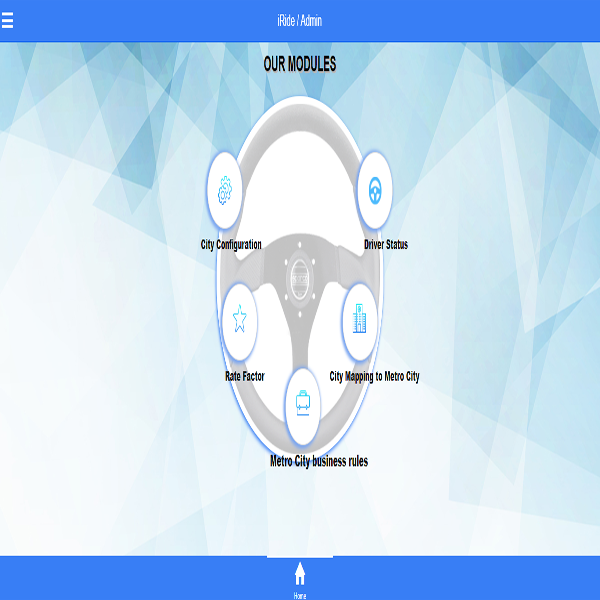 iRide / Admin
OUR MODULES
City Configuration
Driver Status
Rate Factor
City Mapping to Metro City
Metro City business rules
Home